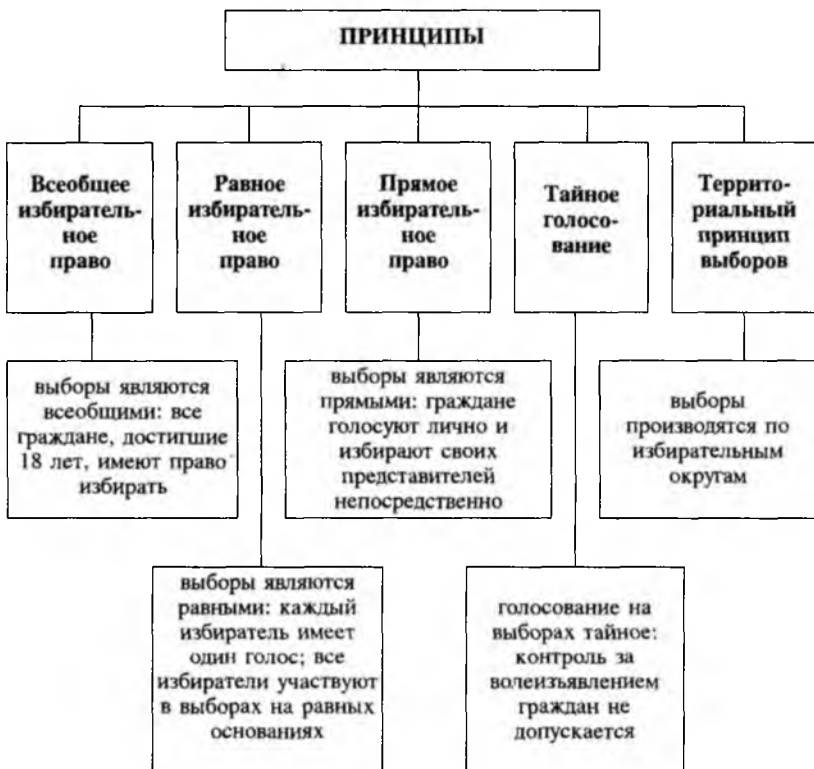 ПРИНЦИПЫ
Всеобщее
избиратель-
ное
право
Равное
избиратель-
ное
право
Прямое
избиратель-
ное
право
Тайное
голосо-
вание
Террито-
риальный
принцип
выборов
выборы являются
всеобщими: все
граждане, достигшие
18 лет, имеют право
избирать
выборы являются
прямыми: граждане
голосуют лично и
избирают своих
представителей
непосредственно
выборы
производятся по
избирательным
округам
выборы являются
равными: каждый
избиратель имеет
один голос; все
избиратели участвуют
в выборах на равных
основаниях
голосование на
выборах тайное:
контроль за
волеизъявлением
граждан не
допускается